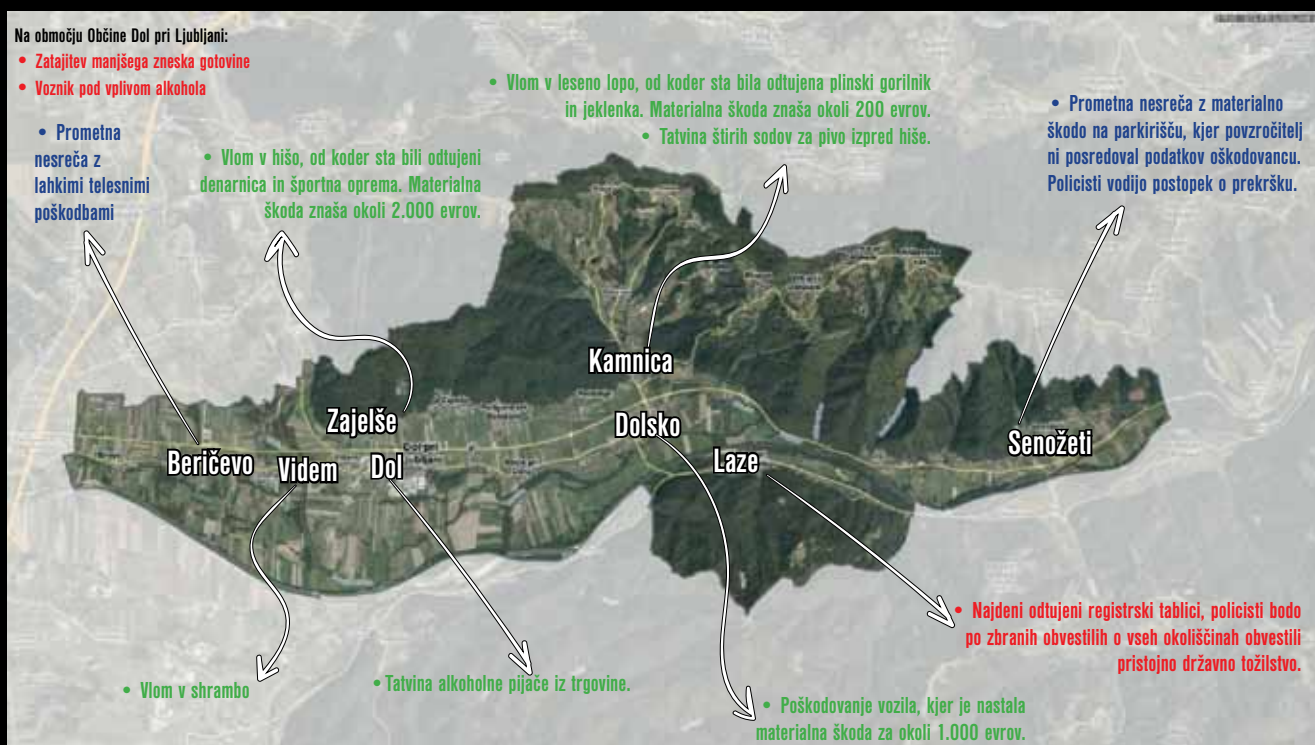 Na območju Občine Dol pri Ljubljani:
• Zatajitev manjšega zneska gotovine
• Voznik pod vplivom alkohola
• Prometna
nesreča z
lahkimi telesnimi
poškodbami
• Vlom v hišo, od koder sta bili odtujeni
denarnica in športna oprema. Materialna
škoda znaša okoli 2.000 evrov.
• Vlom v leseno lopo, od koder sta bila odtujena plinski gorilnik
in jeklenka. Materialna škoda znaša okoli 200 evrov.
• Tatvina štirih sodov za pivo izpred hiše.
• Prometna nesreča z materialno
škodo na parkirišču, kjer povzročitelj
ni posredoval podatkov oškodovancu.
Policisti vodijo postopek o prekršku.
Kamnica
Zajelše
Dolsko
Senožeti
Beričevo
Videm
Dol
Laze
• Najdeni odtujeni registrski tablici, policisti bodo
po zbranih obvestilih o vseh okoliščinah obvestili
pristojno državno tožilstvo.
• Vlom v shrambo
• Tatvina alkoholne pijače iz trgovine.
• Poškodovanje vozila, kjer je nastala
materialna škoda za okoli 1.000 evrov.